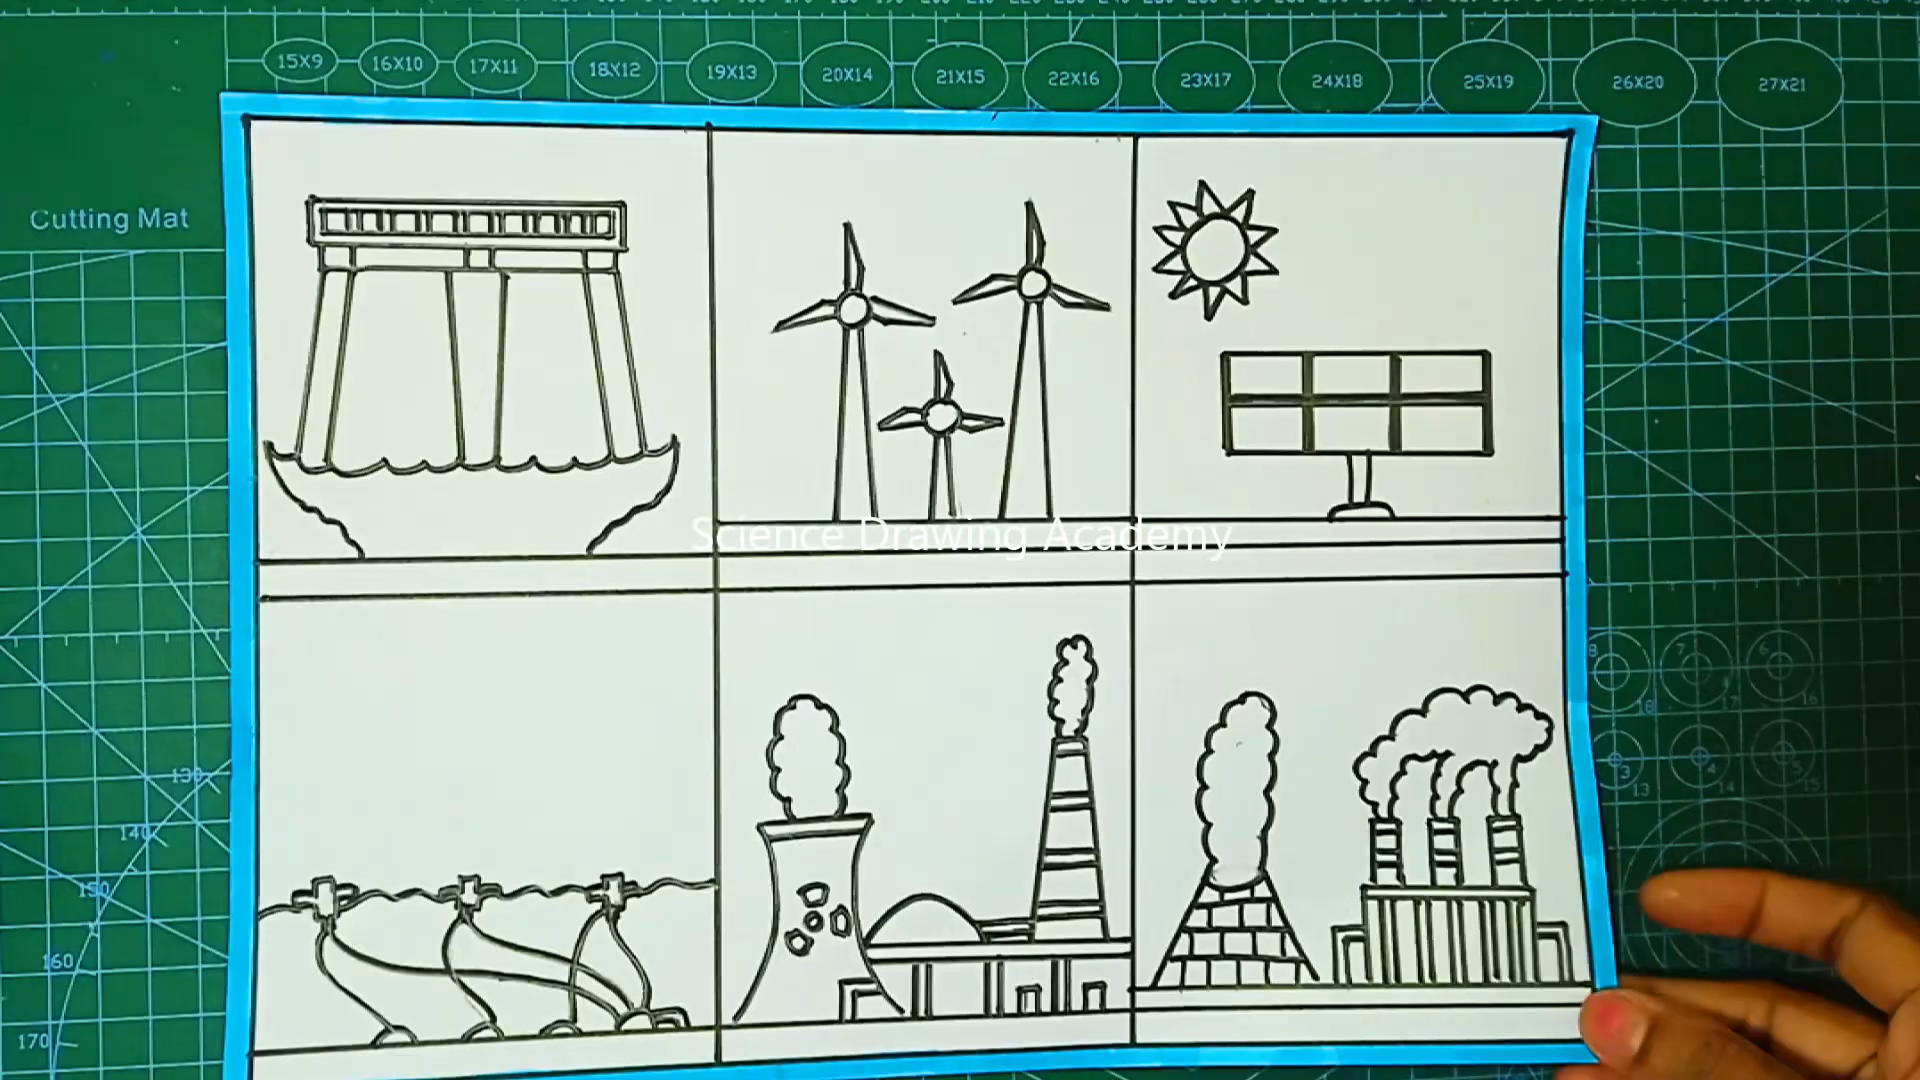 15X9 16X10 17X11 18X12 19X13 20X14 21X15 22X16 23X17 24X18 25X19 26X20 27X21
Cutting Mat
Science Drawing Academy
130
140
150
160
170